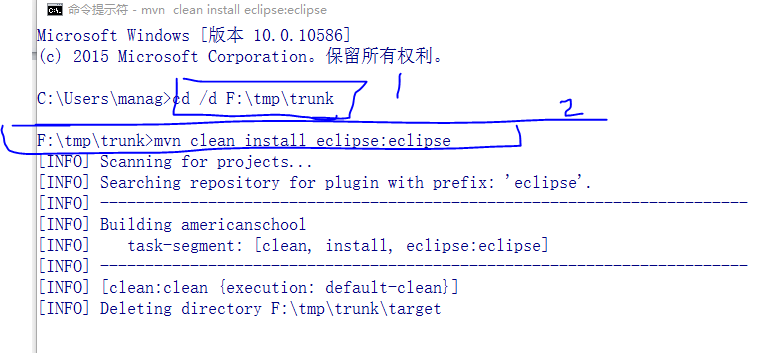 命令提示符 - mvn  clean install eclipse:eclipse
Microsoft Windows [版本 10.0.10586]
(c) 2015 Microsoft Corporation。保留所有权利。
C:\Users\manag>cd /d F:\tmp\trunk 1
2
F:\tmp\trunk>mvn clean install eclipse:eclipse
[INFO] Scanning for projects...
[INFO] Searching repository for plugin with prefix: 'eclipse'.
[INFO] ------------------------------------------------------------------------
[INFO] Building americanschool
[INFO]    task-segment: [clean, install, eclipse:eclipse]
[INFO] ------------------------------------------------------------------------
[INFO] [clean:clean {execution: default-clean}]
[INFO] Deleting directory F:\tmp\trunk\target